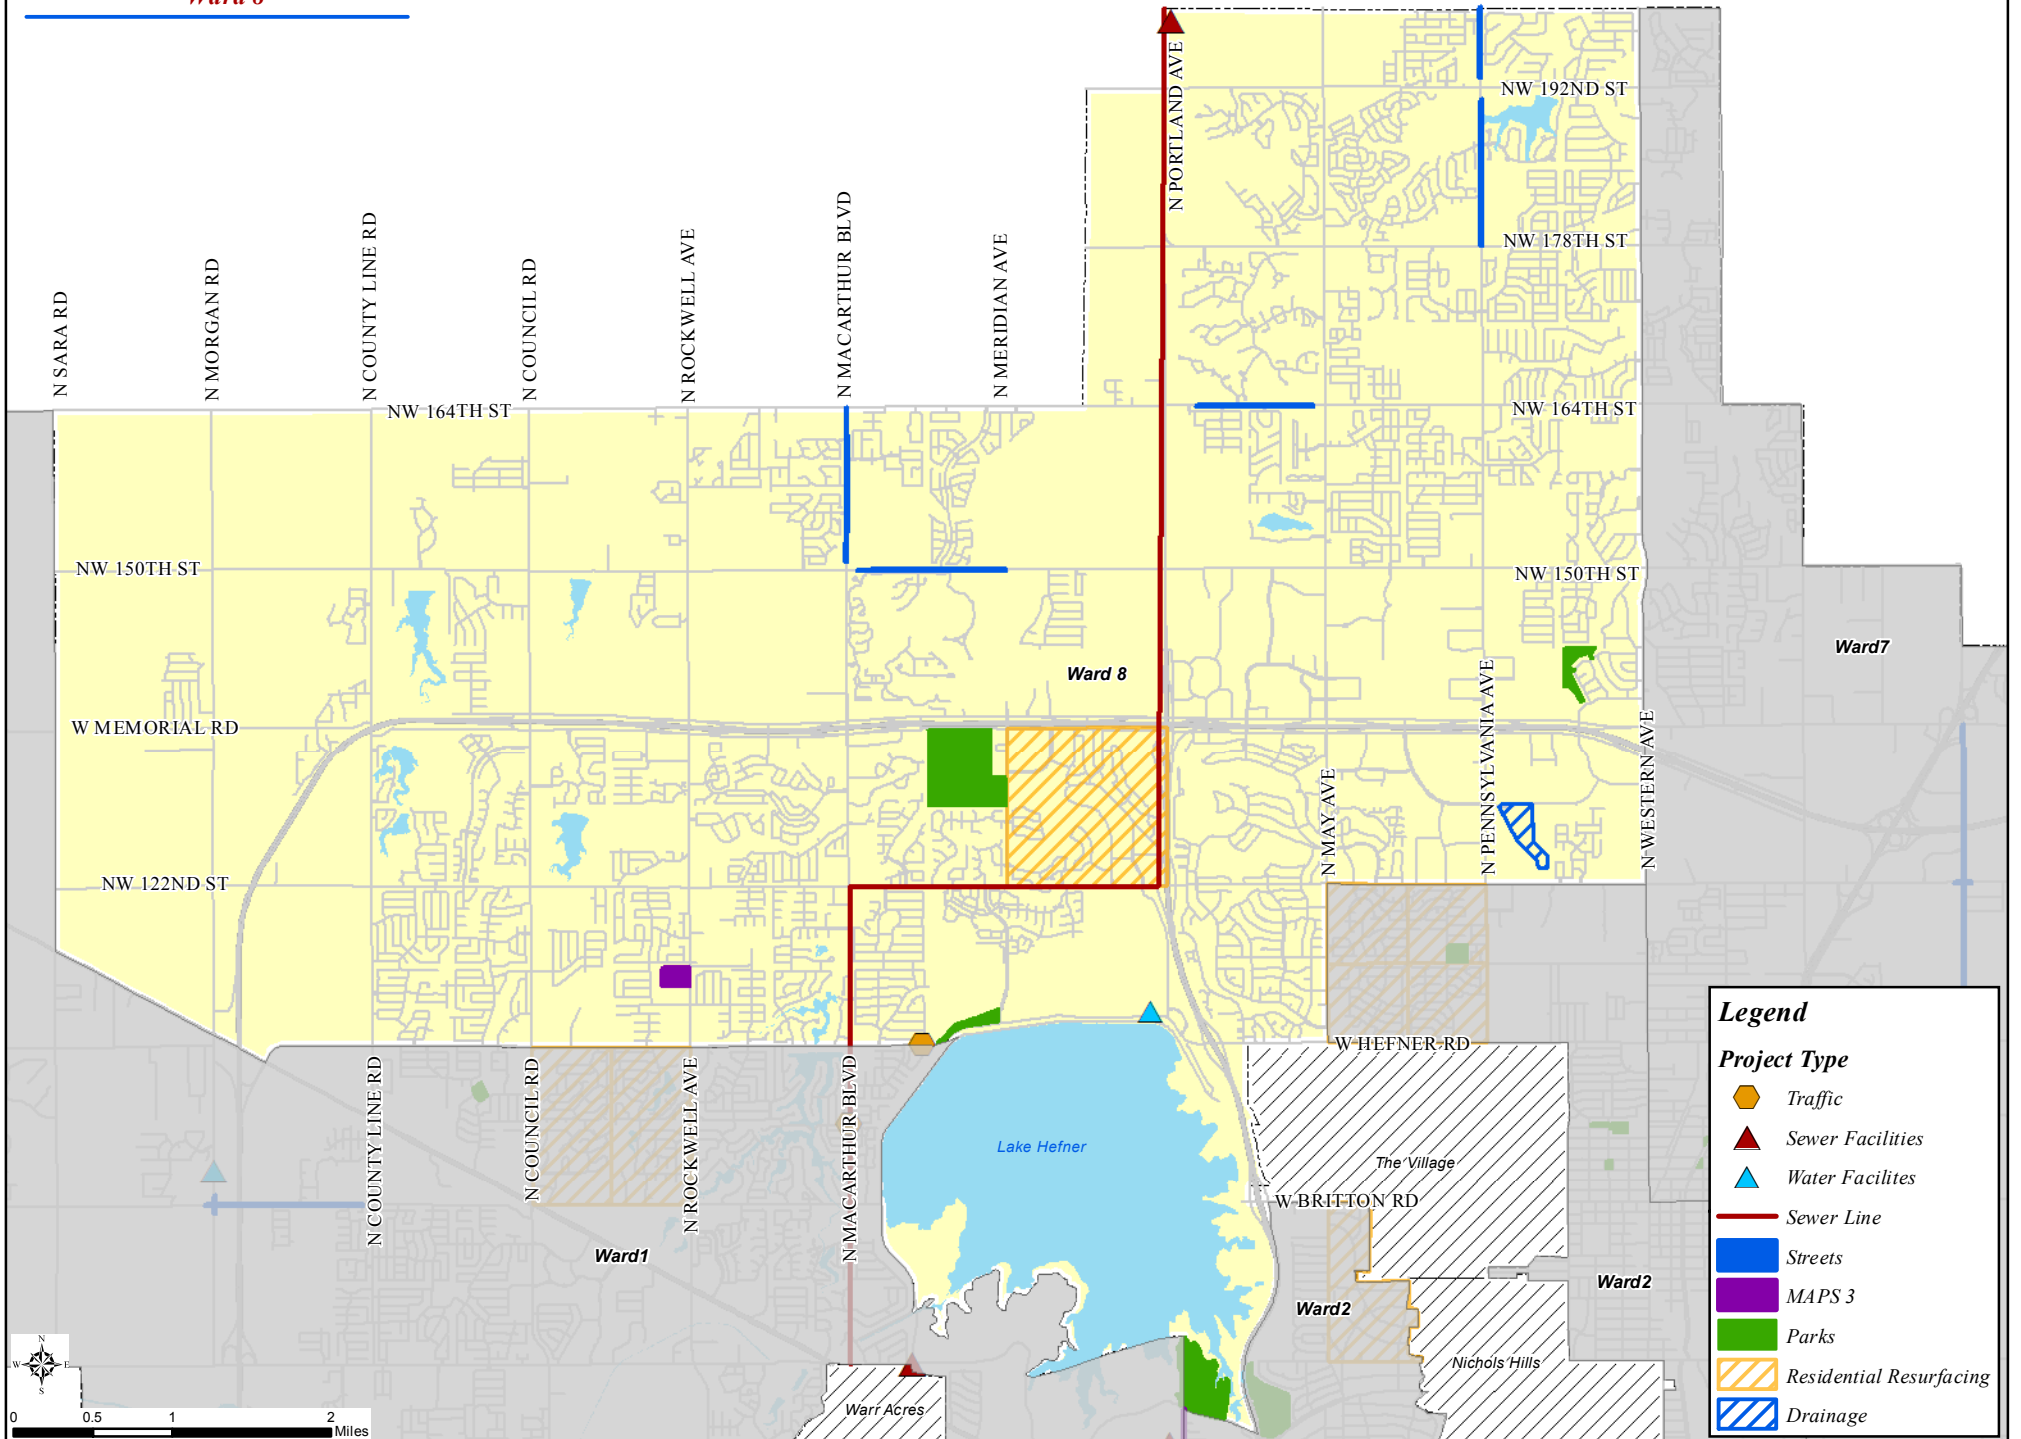 Ward 8
NW 192ND ST
N PORTLAND AVE
NW 178TH ST
N SARA RD
N MORGAN RD
N COUNTY LINE RD
N COUNCIL RD
N ROCKWELL AVE
N MACARTHUR BLVD
N MERIDIAN AVE
NW 164TH ST
NW 164TH ST
NW 150TH ST
NW 150TH ST
Ward7
Ward 8
W MEMORIAL RD
N PENNSYLVANIA AVE
N WESTERN AVE
N MAY AVE
NW 122ND ST
W HEFNER RD
N COUNTY LINE RD
N COUNCIL RD
N ROCKWELL AVE
N MACARTHUR BLVD
Lake Hefner
The Village
W BRITTON RD
Ward1
Ward2
Ward2
Nichols Hills
Warr Acres
Legend
Project Type
Traffic
Sewer Facilities
Water Facilites
Sewer Line
Streets
MAPS 3
Parks
Residential Resurfacing
Drainage
N
W E
S
0 0.5 1 2
Miles